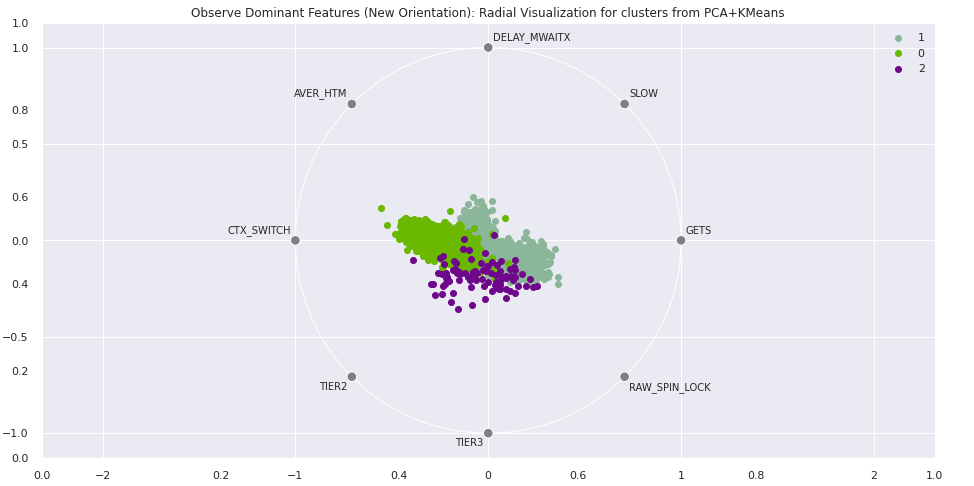 Observe Dominant Features (New Orientation): Radial Visualization for clusters from PCA+KMeans
1.0
1.0
0.8
0.5
0.6
0.0
0.4
−0.5
0.2
−1.0
0.0
DELAY_MWAITX
AVER_HTM
SLOW
CTX_SWITCH
GETS
TIER2
RAW_SPIN_LOCK
TIER3
1
0
2
0.0
−2
0.2
−1
0.4
0
0.6
1
0.8
2
1.0